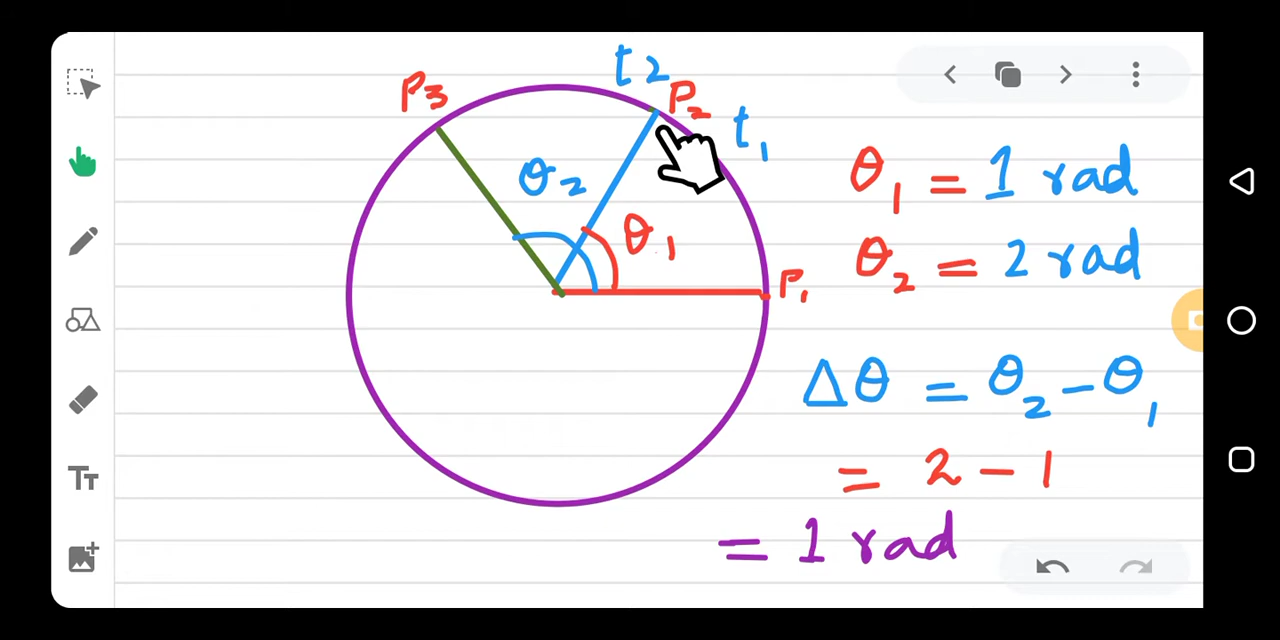 t2
P3
P2
t1
θ2
θ1
P1
θ1 = 1 rad
θ2 = 2 rad
Δθ = θ2 - θ1
= 2 - 1
= 1 rad
TT